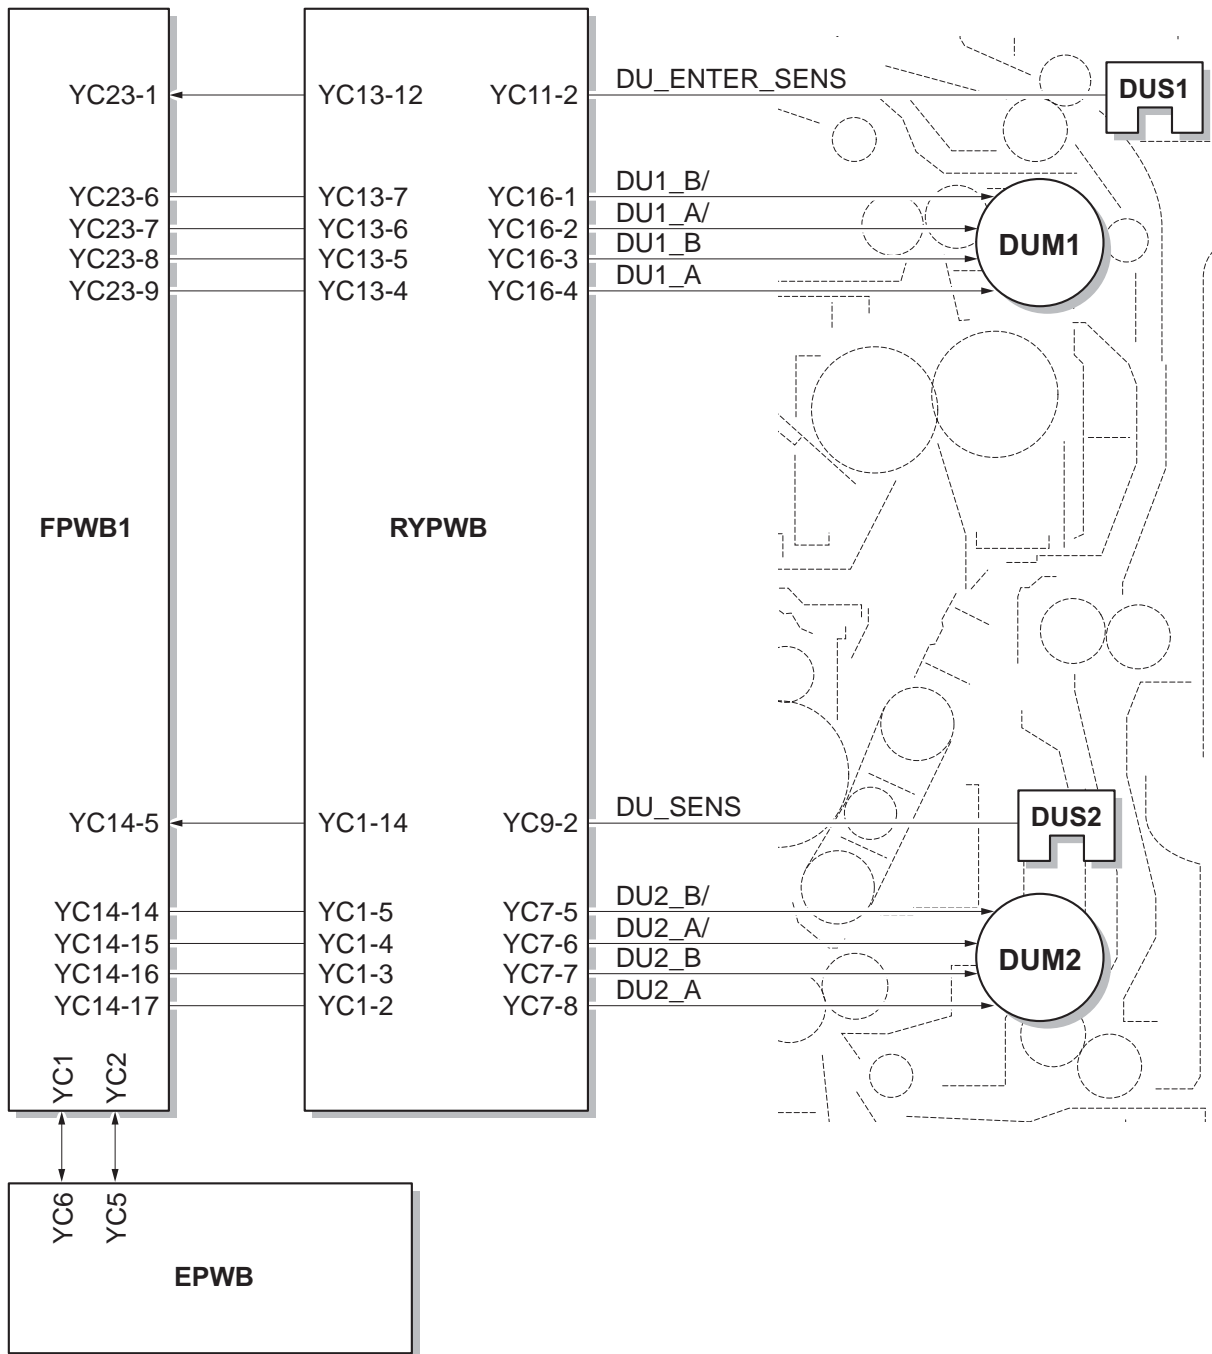 YC23-1 YC13-12 YC11-2 DU_ENTER_SENS DUS1
YC23-6 YC13-7 YC16-1 DU1_B/
YC23-7 YC13-6 YC16-2 DU1_A/
YC23-8 YC13-5 YC16-3 DU1_B
YC23-9 YC13-4 YC16-4 DU1_A
DUM1
FPWB1 RYPWB
YC14-5 YC1-14 YC9-2 DU_SENS DUS2
YC14-14 YC1-5 YC7-5 DU2_B/
YC14-15 YC1-4 YC7-6 DU2_A/
YC14-16 YC1-3 YC7-7 DU2_B
YC14-17 YC1-2 YC7-8 DU2_A
DUM2
YC1 YC2
YC6 YC5
EPWB